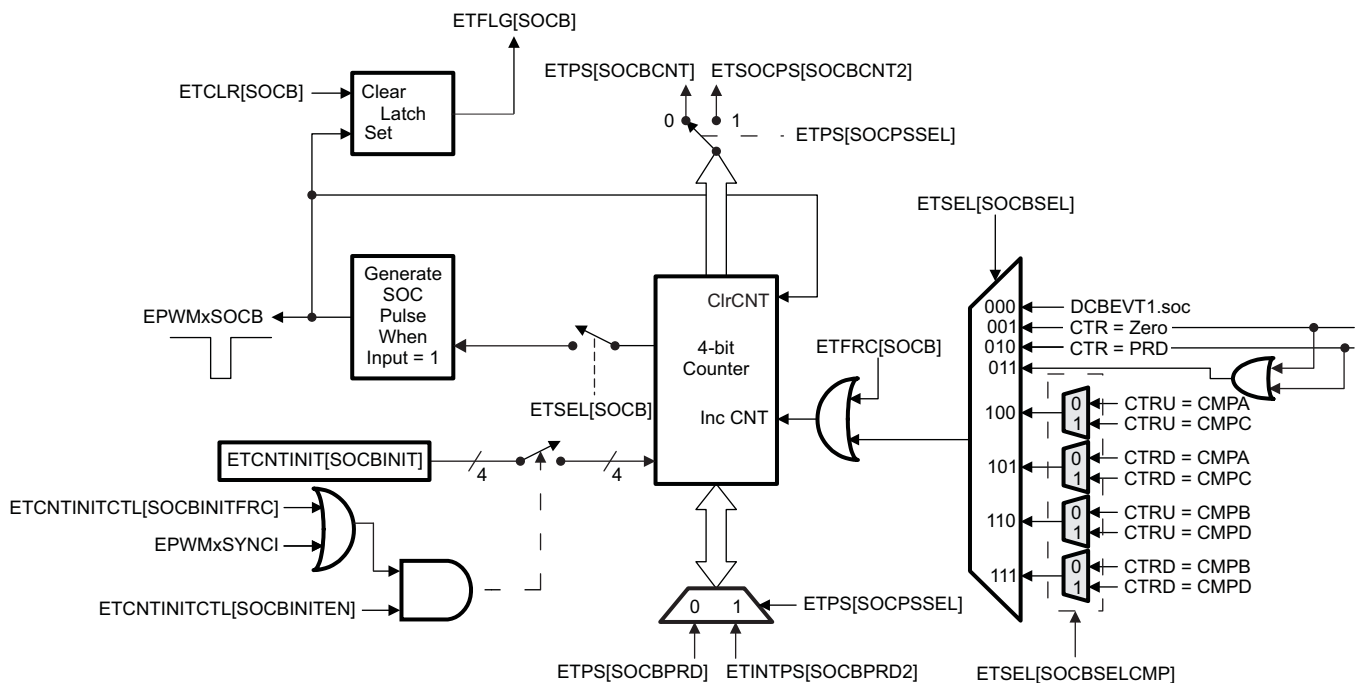 ETFLG[SOCB]
ETPS[SOCBCNT] ETSOCPS[SOCBCNT2]
ETCLR[SOCB]
Clear
Latch
Set
0 1
ETPS[SOCPSSEL]
ETSEL[SOCBSEL]
Generate
SOC
Pulse
When
Input = 1
EPWMxSOCB
ClrCNT
4-bit
Counter
Inc CNT
ETSEL[SOCB]
ETFRC[SOCB]
000 DCBEVT1.soc
001 CTR = Zero
010 CTR = PRD
011
100
0 CTRU = CMPA
1 CTRU = CMPC
101
0 CTRD = CMPA
1 CTRD = CMPC
110
0 CTRU = CMPB
1 CTRU = CMPD
111
0 CTRD = CMPB
1 CTRD = CMPD
ETCNTINIT[SOCBINIT]
4 4
ETCNTINITCTL[SOCBINITFRC]
EPWMxSYNCI
ETCNTINITCTL[SOCBINITEN]
0 1
ETPS[SOCPSSEL]
ETPS[SOCBPRD] ETINTPS[SOCBPRD2]
ETSEL[SOCBSELCMP]